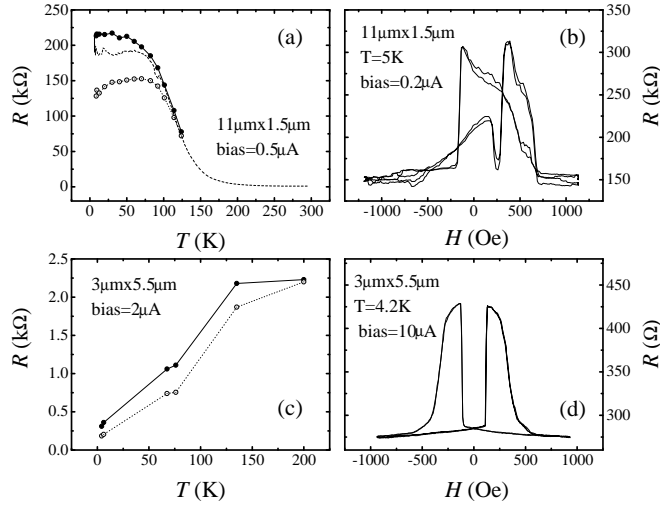 (a)
11μmx1.5μm
bias=0.5μA
R (kΩ)
250
200
150
100
50
0
0 50 100 150 200 250 300
T (K)
11μmx1.5μm
T=5K
bias=0.2μA
(b)
R (kΩ)
350
300
250
200
150
-1000 -500 0 500 1000
H (Oe)
3μmx5.5μm
bias=2μA
(c)
R (kΩ)
2.5
2.0
1.5
1.0
0.5
0.0
0 50 100 150 200
T (K)
3μmx5.5μm
T=4.2K
bias=10μA
(d)
R (Ω)
450
400
350
300
-1000 -500 0 500 1000
H (Oe)